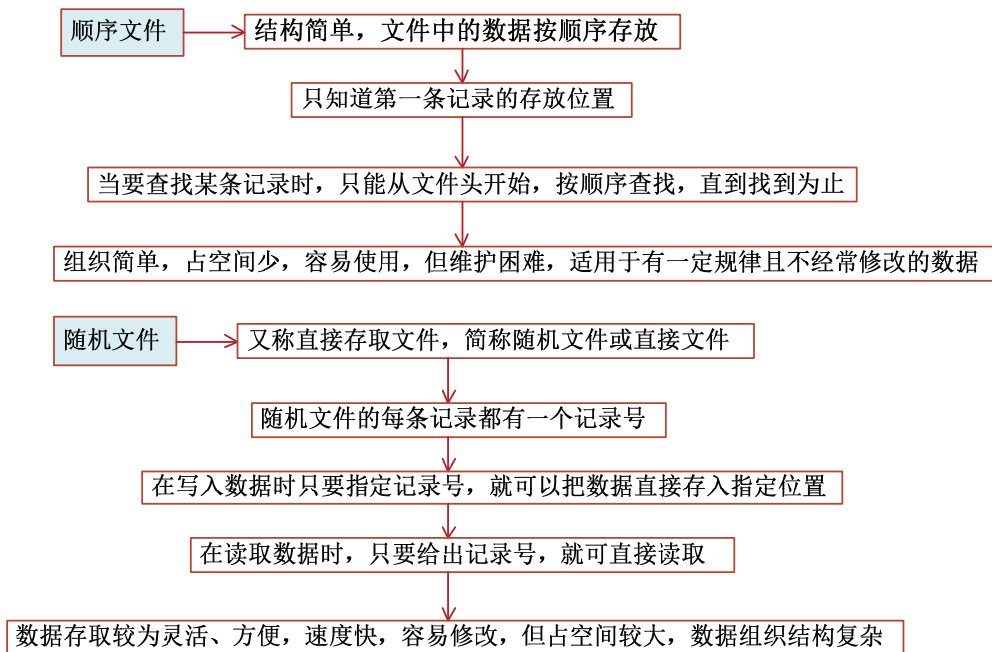 顺序文件
结构简单，文件中的数据按顺序存放
只知道第一条记录的存放位置
当要查找某条记录时，只能从文件头开始，按顺序查找，直到找到为止
组织简单，占空间少，容易使用，但维护困难，适用于有一定规律且不经常修改的数据
随机文件
又称直接存取文件，简称随机文件或直接文件
随机文件的每条记录都有一个记录号
在写入数据时只要指定记录号，就可以把数据直接存入指定位置
在读取数据时，只要给出记录号，就可直接读取
数据存取较为灵活、方便，速度快，容易修改，但占空间较大，数据组织结构复杂